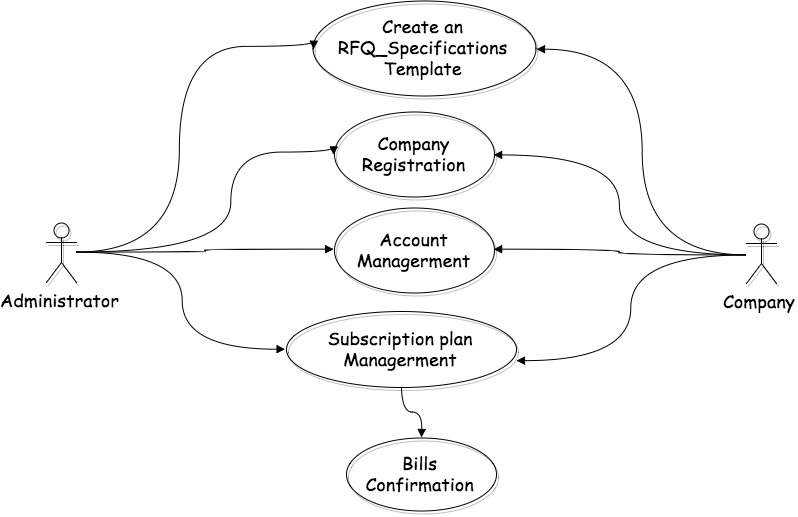 Create an
RFQ_Specifications
Template
Company
Registration
Account
Managerment
Administrator
Company
Subscription plan
Managerment
Bills
Confirmation